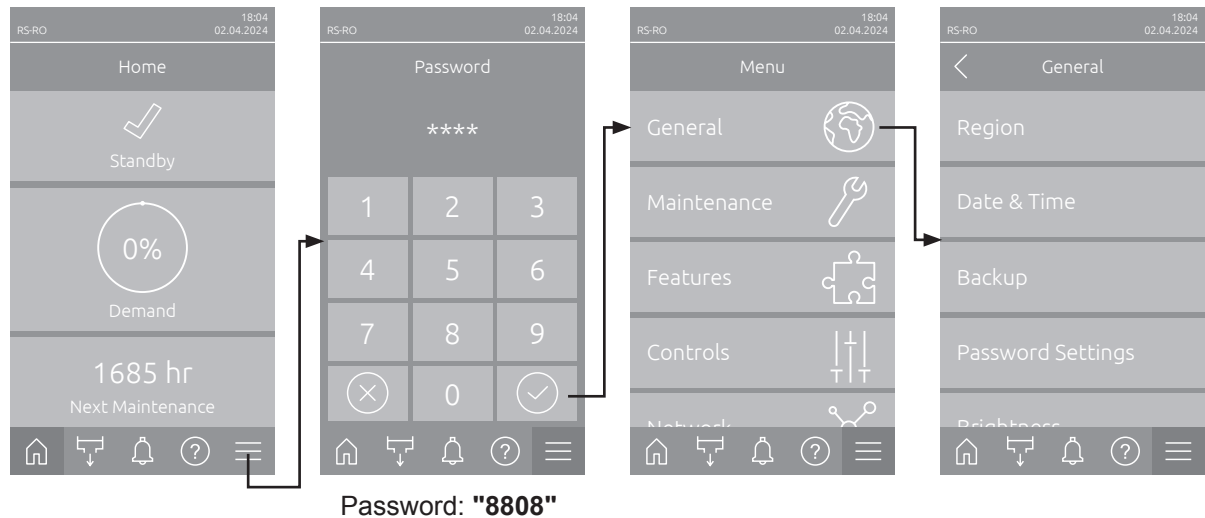 18:04
RS-RO 02.04.2024
Home
Standby
0%
Demand
1685 hr
Next Maintenance
?
18:04
RS-RO 02.04.2024
Password
****
1 2 3
4 5 6
7 8 9
0
?
Password: "8808"
18:04
RS-RO 02.04.2024
Menu
General
Maintenance
Features
Controls
Network
?
18:04
RS-RO 02.04.2024
General
Region
Date & Time
Backup
Password Settings
Brightness
?